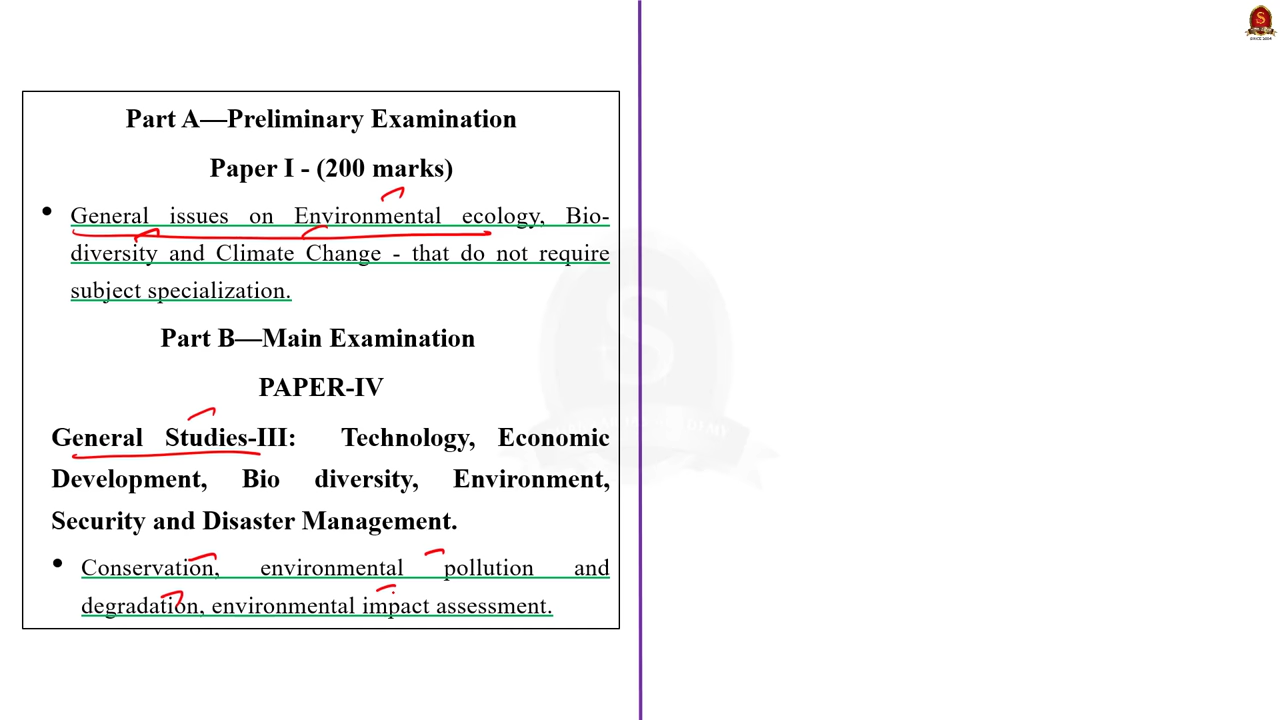 Part A—Preliminary Examination
Paper I - (200 marks)
• General issues on Environmental ecology, Bio-
diversity and Climate Change - that do not require
subject specialization.
Part B—Main Examination
PAPER-IV
General Studies-III: Technology, Economic
Development, Bio diversity, Environment,
Security and Disaster Management.
• Conservation, environmental pollution and
degradation, environmental impact assessment.
S
SINCE 2004